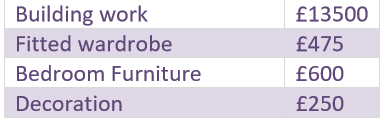 Building work £13500
Fitted wardrobe £475
Bedroom Furniture £600
Decoration £250